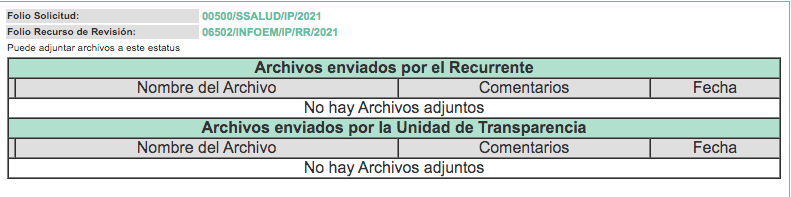 Folio Solicitud: 00500/SSALUD/IP/2021
Folio Recurso de Revisión: 06502/INFOEM/IP/RR/2021
Puede adjuntar archivos a este estatus
Archivos enviados por el Recurrente
Nombre del Archivo Comentarios Fecha
No hay Archivos adjuntos
Archivos enviados por la Unidad de Transparencia
Nombre del Archivo Comentarios Fecha
No hay Archivos adjuntos